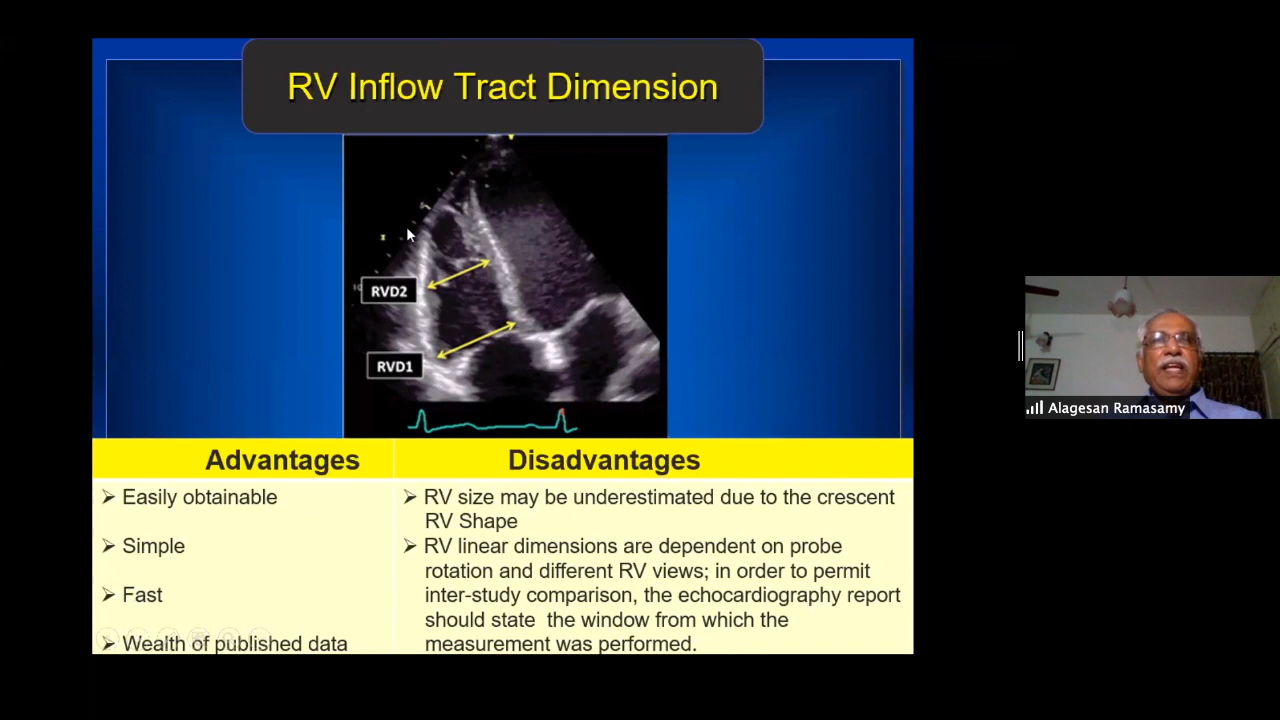 RV Inflow Tract Dimension
RVD2
RVD1
Advantages
Disadvantages
➢ Easily obtainable
➢ Simple
➢ Fast
➢ Wealth of published data
➢ RV size may be underestimated due to the crescent
RV Shape
➢ RV linear dimensions are dependent on probe
rotation and different RV views; in order to permit
inter-study comparison, the echocardiography report
should state the window from which the
measurement was performed.
Alagesan Ramasamy